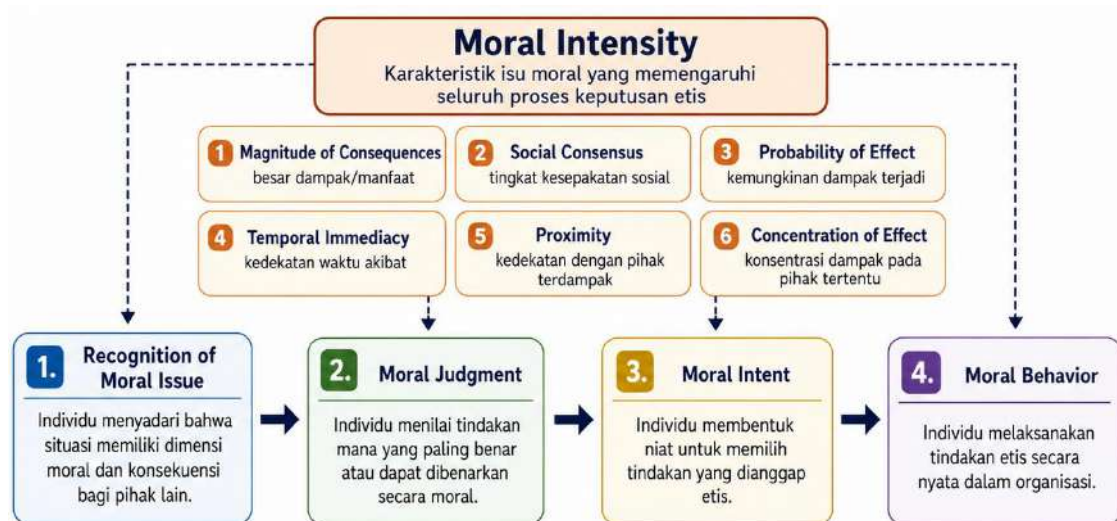 Moral Intensity
Karakteristik isu moral yang memengaruhi
seluruh proses keputusan etis
1 Magnitude of Consequences
besar dampak/manfaat
2 Social Consensus
tingkat kesepakatan sosial
3 Probability of Effect
kemungkinan dampak terjadi
4 Temporal Immediacy
kedekatan waktu akibat
5 Proximity
kedekatan dengan pihak
terdampak
6 Concentration of Effect
konsentrasi dampak pada
pihak tertentu
1. Recognition of
Moral Issue
Individu menyadari bahwa
situasi memiliki dimensi
moral dan konsekuensi
bagi pihak lain.
2. Moral Judgment
Individu menilai tindakan
mana yang paling benar
atau dapat dibenarkan
secara moral.
3. Moral Intent
Individu membentuk
niat untuk memilih
tindakan yang dianggap
etis.
4. Moral Behavior
Individu melaksanakan
tindakan etis secara
nyata dalam organisasi.